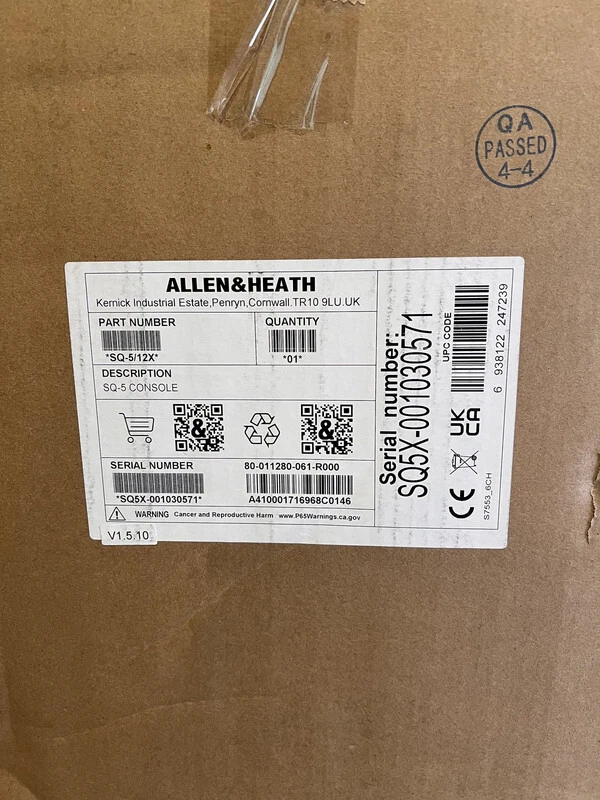 QA
PASSED
4-4
ALLEN&HEATH
Kernick Industrial Estate,Penryn,Cornwall.TR10 9LU.UK
PART NUMBER
*SQ-5/12X*
QUANTITY
*01*
DESCRIPTION
SQ-5 CONSOLE
&
&
SERIAL NUMBER
*SQ5X-001030571*
80-011280-061-R000
A410001716968C0146
WARNING Cancer and Reproductive Harm www.P65Warnings.ca.gov
V1.5.10
Serial number:
SQ5X-001030571
UPC CODE
6 938122 247239
UK
CA
CE
S7553_6CH